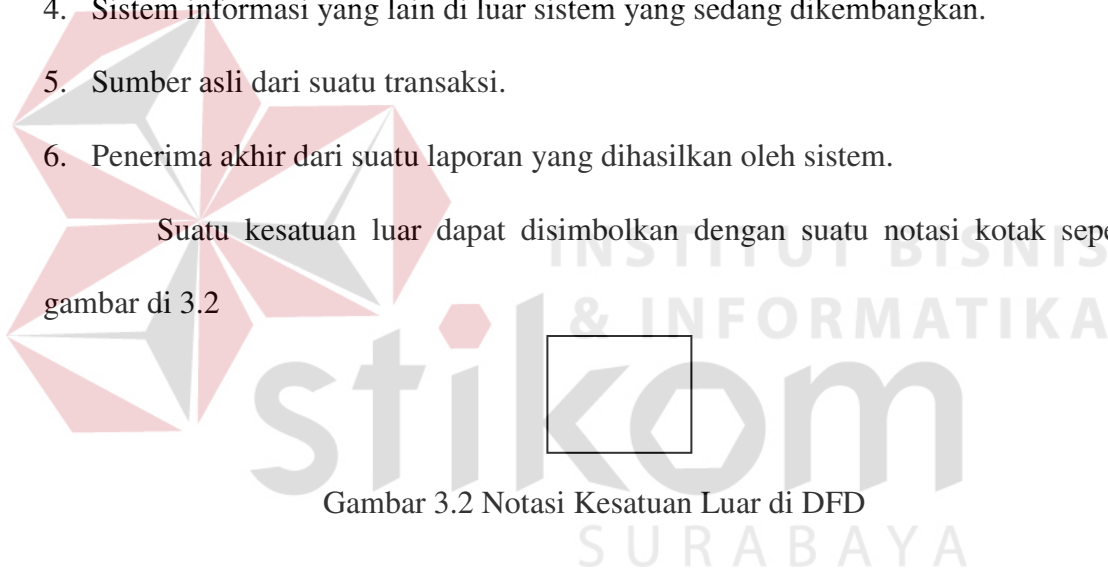 4. Sistem informasi yang lain di luar sistem yang sedang dikembangkan.
5. Sumber asli dari suatu transaksi.
6. Penerima akhir dari suatu laporan yang dihasilkan oleh sistem.
Suatu kesatuan luar dapat disimbolkan dengan suatu notasi kotak sepe
gambar di 3.2
INSTITUT BISNIS
& INFORMATIKA
stikom
Gambar 3.2 Notasi Kesatuan Luar di DFD
SURABAYA